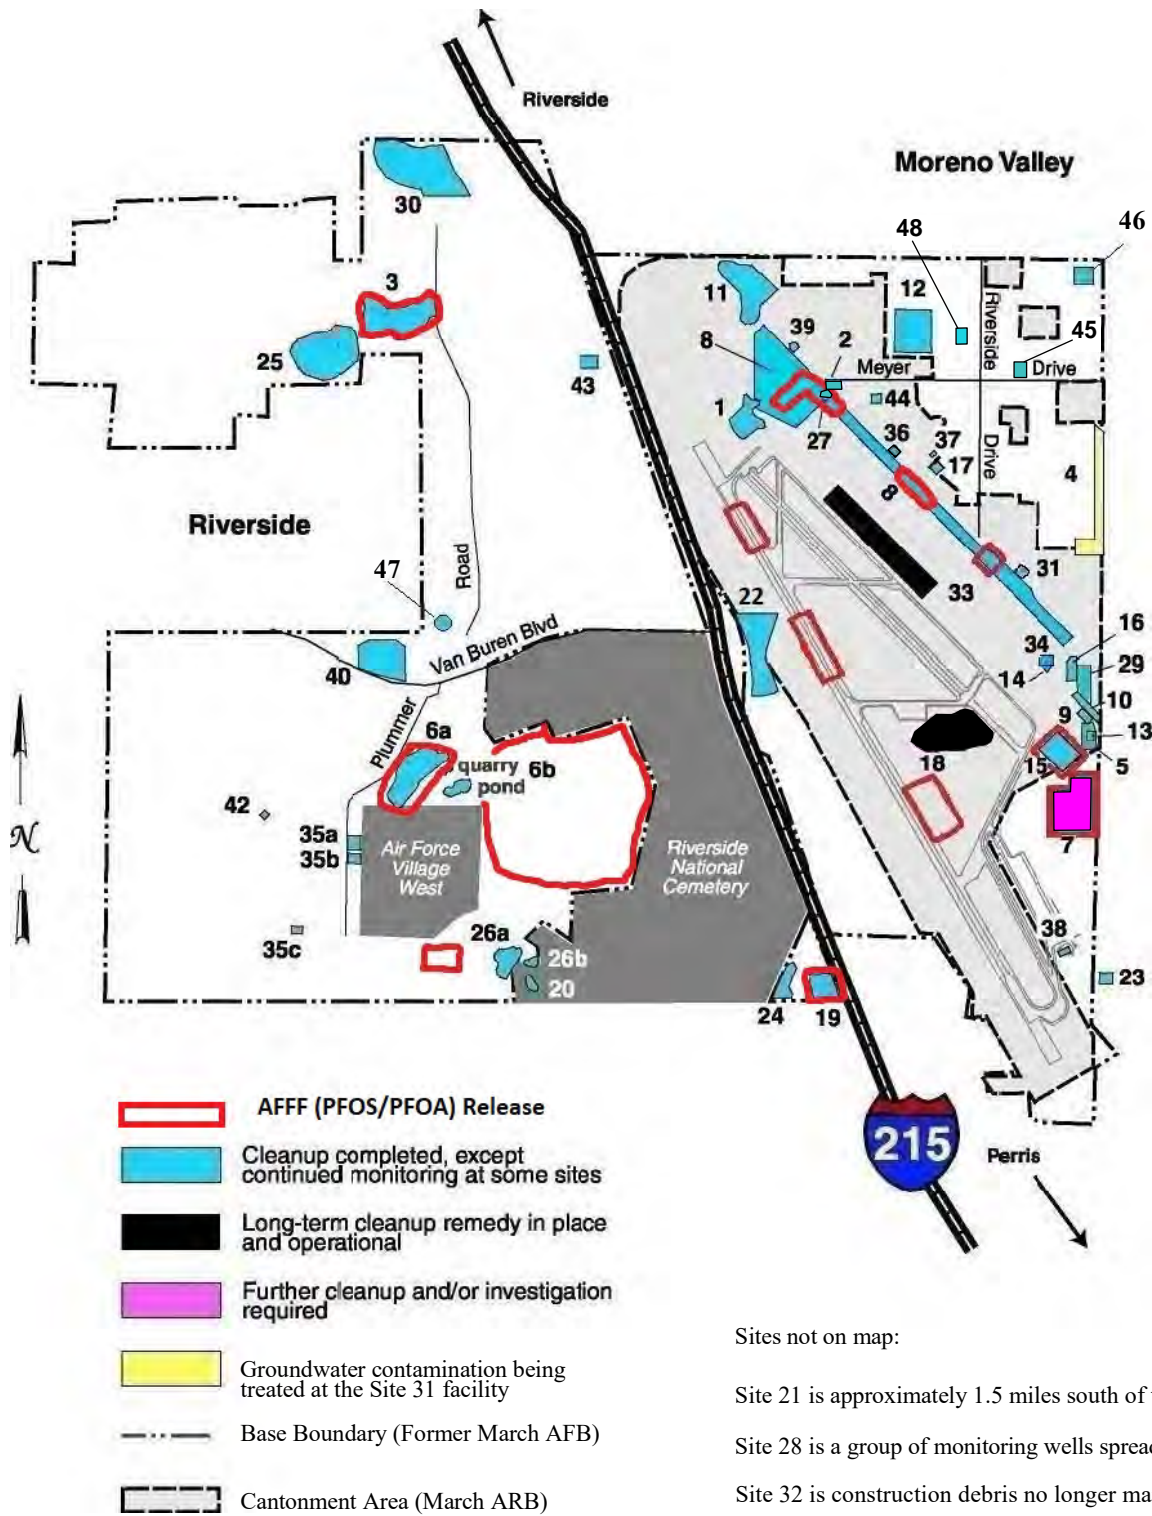 Riverside
Moreno Valley
30
48
46
3
11
12
Riverside
39
2
45
25
8
Meyer
Drive
43
44
1
27
36
37
17
Drive
4
8
Riverside
Road
47
33
31
22
16
Van Buren Blvd
34
29
40
14
10
Plummer
9
13
6a
6b
quarry
pond
18
15
5
42
35a
35b
Air Force
Village
West
Riverside
National
Cemetery
7
N
38
35c
26a
26b
20
23
24
19
AFFF (PFOS/PFOA) Release
Cleanup completed, except
continued monitoring at some sites
215
Perris
Long-term cleanup remedy in place
and operational
Further cleanup and/or investigation
required
Sites not on map:
Groundwater contamination being
treated at the Site 31 facility
Site 21 is approximately 1.5 miles south of
Base Boundary (Former March AFB)
Site 28 is a group of monitoring wells spread
Cantonment Area (March ARB)
Site 32 is construction debris no longer ma